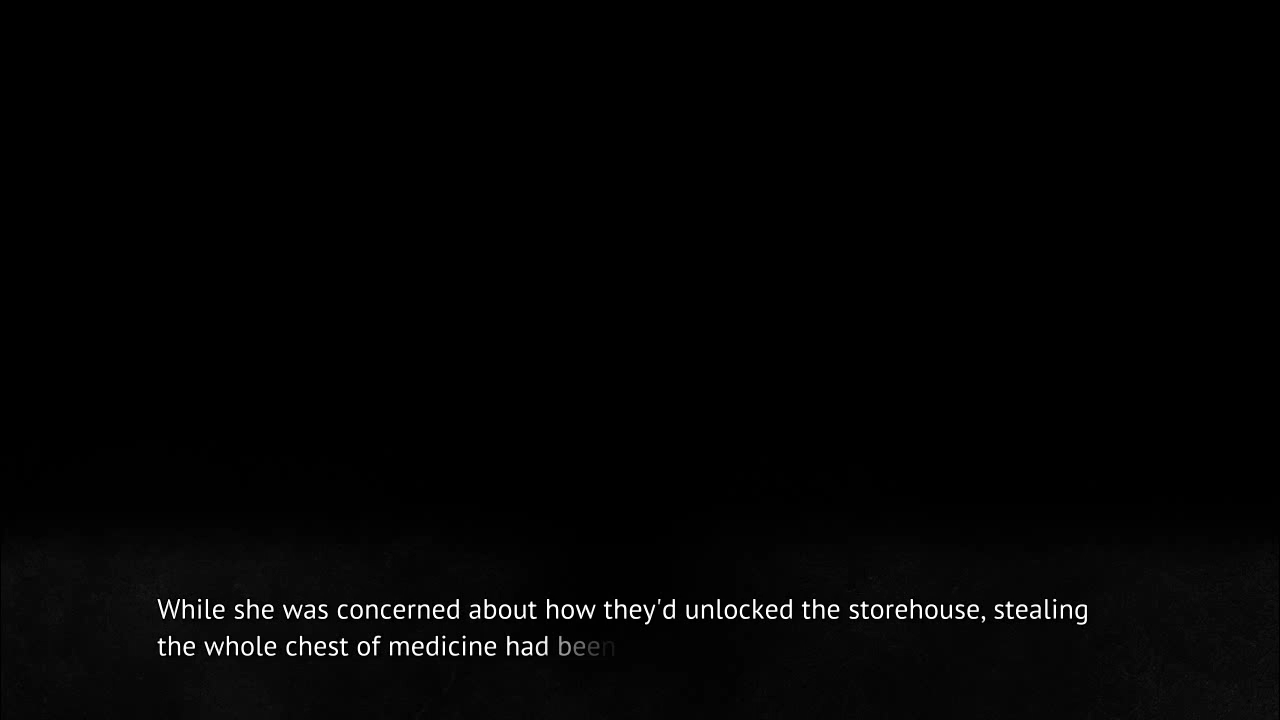 While she was concerned about how they'd unlocked the storehouse, stealing
the whole chest of medicine had been